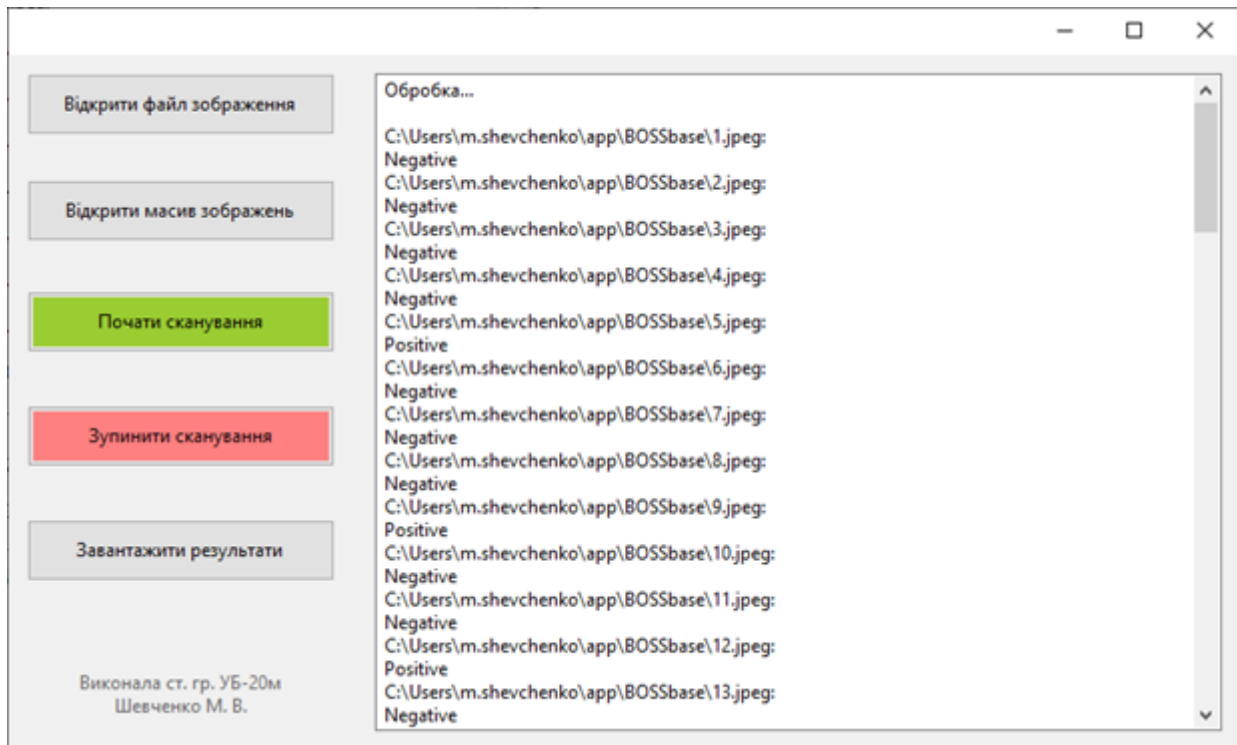 Відкрити файл зображення
Відкрити масив зображень
Почати сканування
Зупинити сканування
Завантажити результати
Виконала ст. гр. УБ-20м
Шевченко М. В.
Обробка...
C:\Users\m.shevchenko\app\BOSSbase\1.jpeg:
Negative
C:\Users\m.shevchenko\app\BOSSbase\2.jpeg:
Negative
C:\Users\m.shevchenko\app\BOSSbase\3.jpeg:
Negative
C:\Users\m.shevchenko\app\BOSSbase\4.jpeg:
Negative
C:\Users\m.shevchenko\app\BOSSbase\5.jpeg:
Positive
C:\Users\m.shevchenko\app\BOSSbase\6.jpeg:
Negative
C:\Users\m.shevchenko\app\BOSSbase\7.jpeg:
Negative
C:\Users\m.shevchenko\app\BOSSbase\8.jpeg:
Negative
C:\Users\m.shevchenko\app\BOSSbase\9.jpeg:
Positive
C:\Users\m.shevchenko\app\BOSSbase\10.jpeg:
Negative
C:\Users\m.shevchenko\app\BOSSbase\11.jpeg:
Negative
C:\Users\m.shevchenko\app\BOSSbase\12.jpeg:
Positive
C:\Users\m.shevchenko\app\BOSSbase\13.jpeg:
Negative